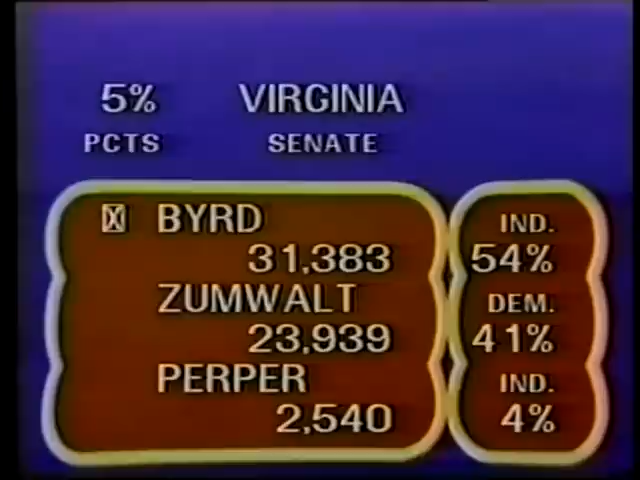 5% VIRGINIA
PCTS SENATE
☒ BYRD IND.
31,383 54%
ZUMWALT DEM.
23,939 41%
PERPER IND.
2,540 4%